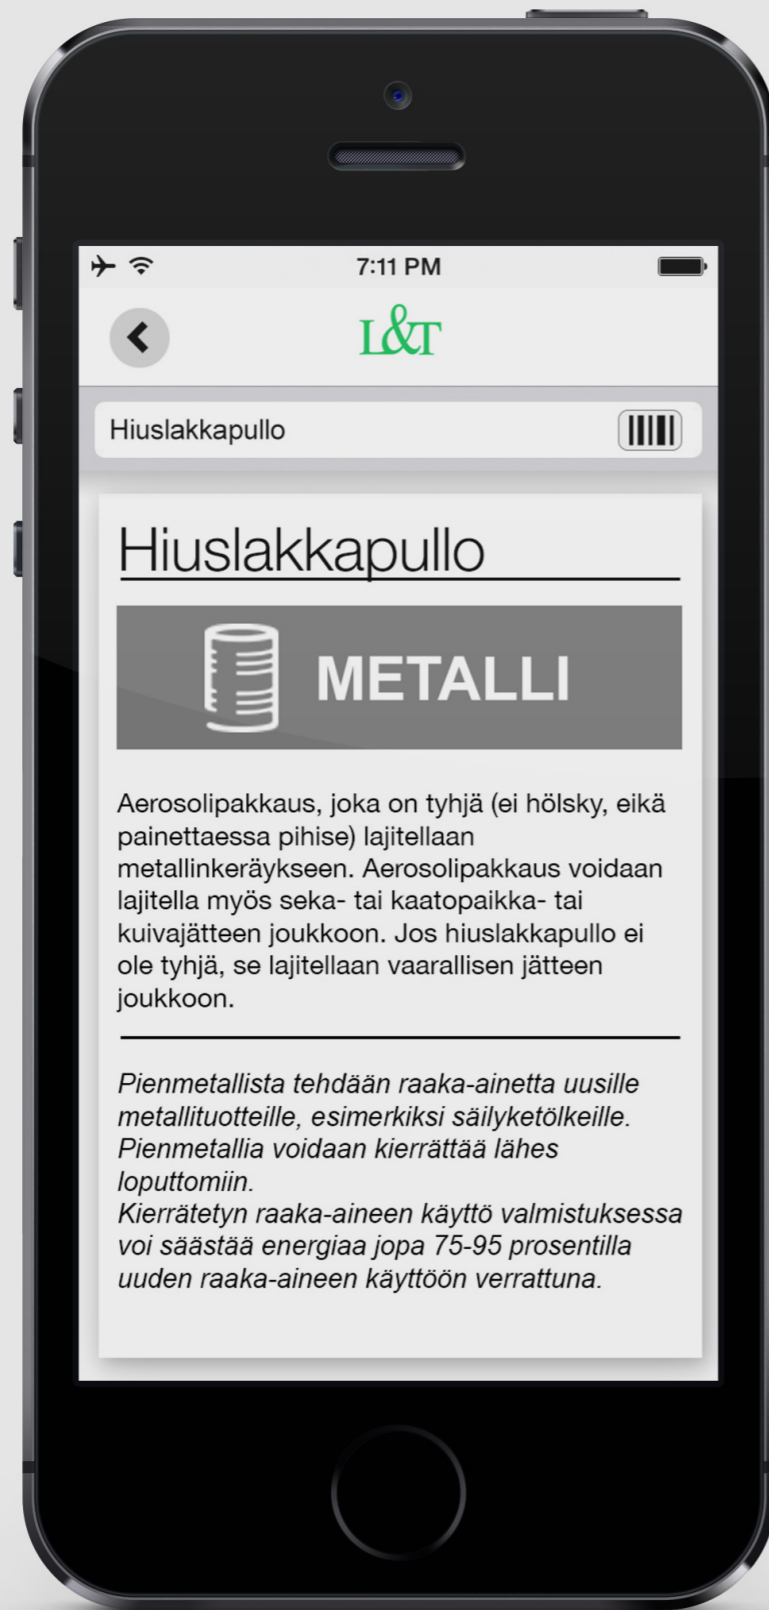 7:11 PM
L&T
Hiuslakkapullo
Hiuslakkapullo
METALLI
Aerosolipakkaus, joka on tyhjä (ei hölsky, eikä
painettaessa pihise) lajitellaan
metallinkeräykseen. Aerosolipakkaus voidaan
lajitella myös seka- tai kaatopaikka- tai
kuivajätteen joukkoon. Jos hiuslakkapullo ei
ole tyhjä, se lajitellaan vaarallisen jätteen
joukkoon.
Pienmetallista tehdään raaka-ainetta uusille
metallituotteille, esimerkiksi säilyketölkeille.
Pienmetallia voidaan kierrättää lähes
loputtomiin.
Kierrätetyn raaka-aineen käyttö valmistuksessa
voi säästää energiaa jopa 75-95 prosentilla
uuden raaka-aineen käyttöön verrattuna.